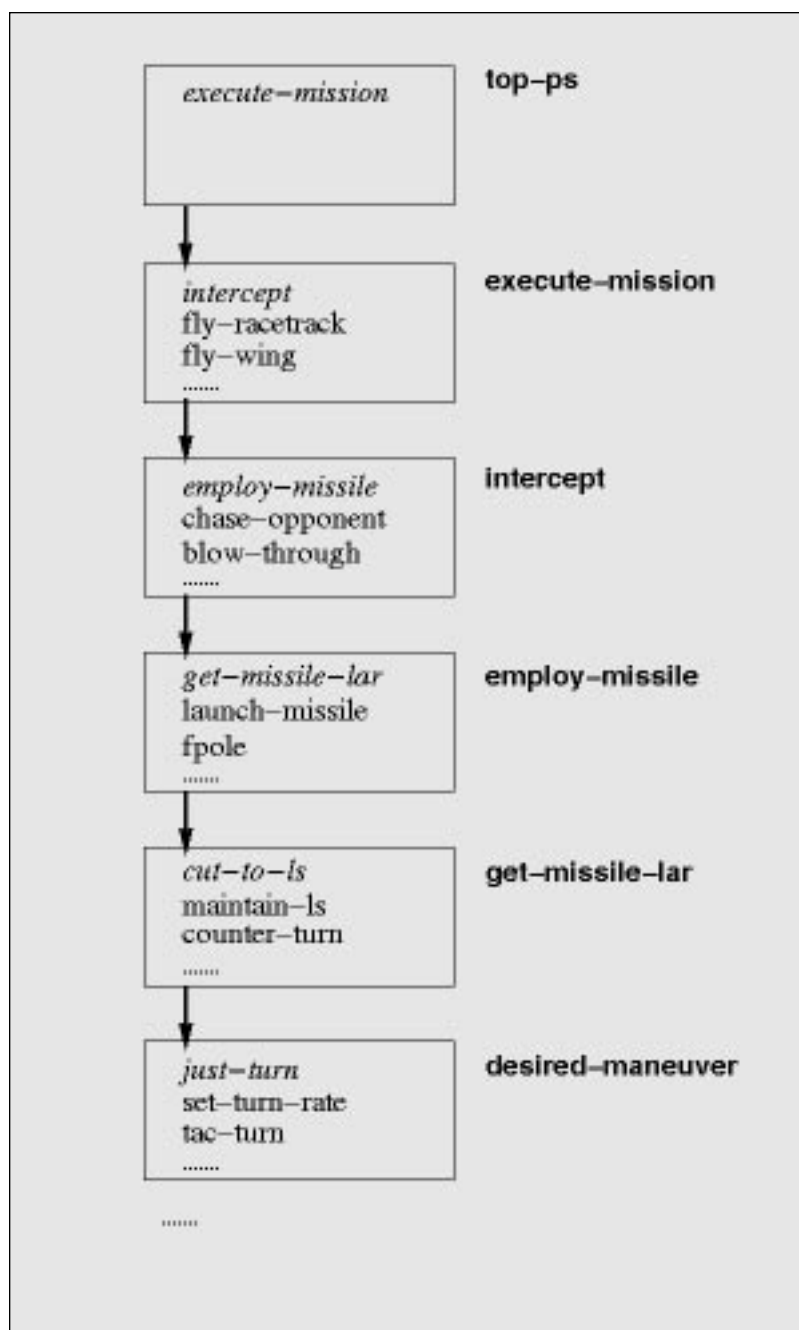 top−ps
execute−mission
execute−mission
intercept
fly−racetrack
fly−wing
.......
intercept
employ−missile
chase−opponent
blow−through
.......
employ−missile
get−missile−lar
launch−missile
fpole
.......
get−missile−lar
cut−to−ls
maintain−ls
counter−turn
.......
desired−maneuver
just−turn
set−turn−rate
tac−turn
.......
.......